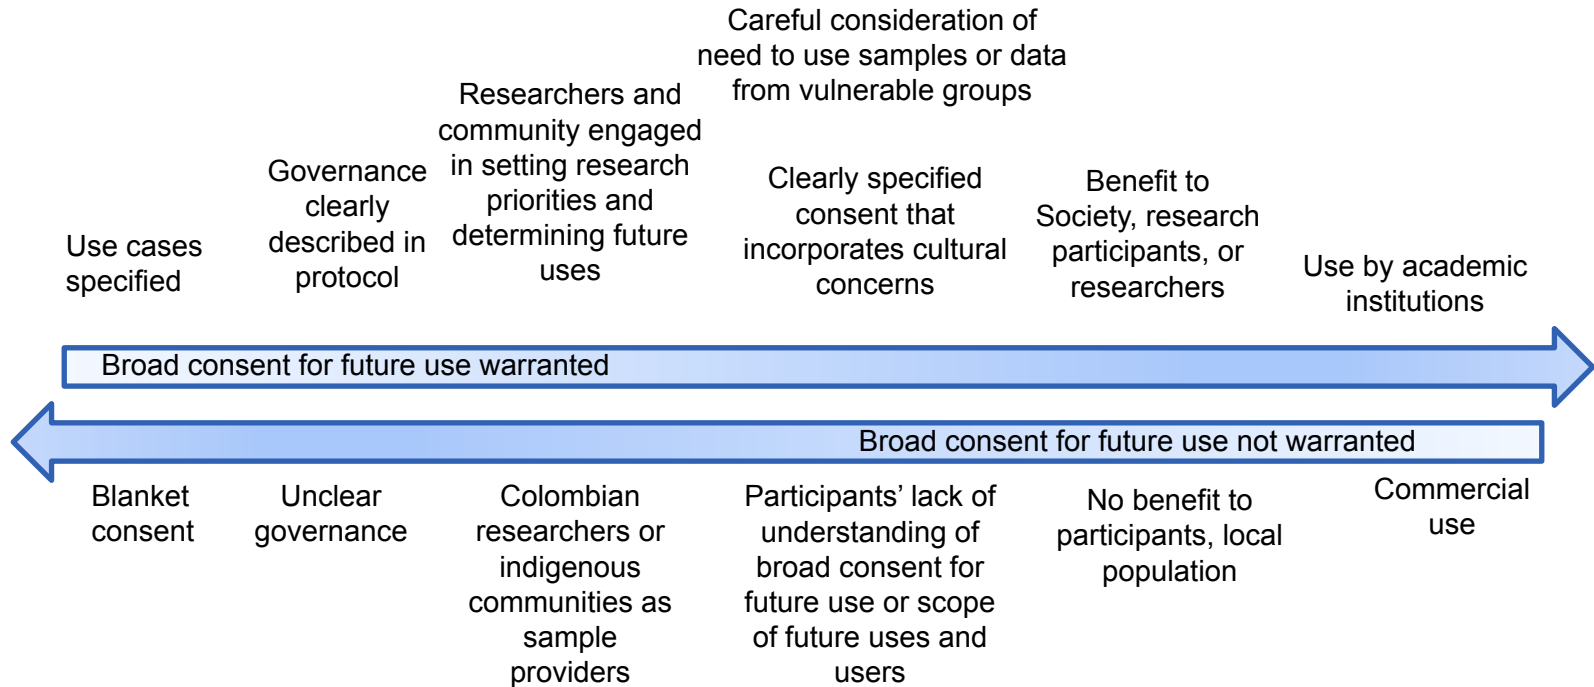 Use cases
specified
Governance
clearly
described in
protocol
Researchers and
community engaged
in setting research
priorities and
determining future
uses
Careful consideration of
need to use samples or data
from vulnerable groups
Clearly specified
consent that
incorporates cultural
concerns
Benefit to
Society, research
participants, or
researchers
Use by academic
institutions
Broad consent for future use warranted
Broad consent for future use not warranted
Blanket
consent
Unclear
governance
Colombian
researchers or
indigenous
communities as
sample
providers
Participants’ lack of
understanding of
broad consent for
future use or scope
of future uses and
users
No benefit to
participants, local
population
Commercial
use